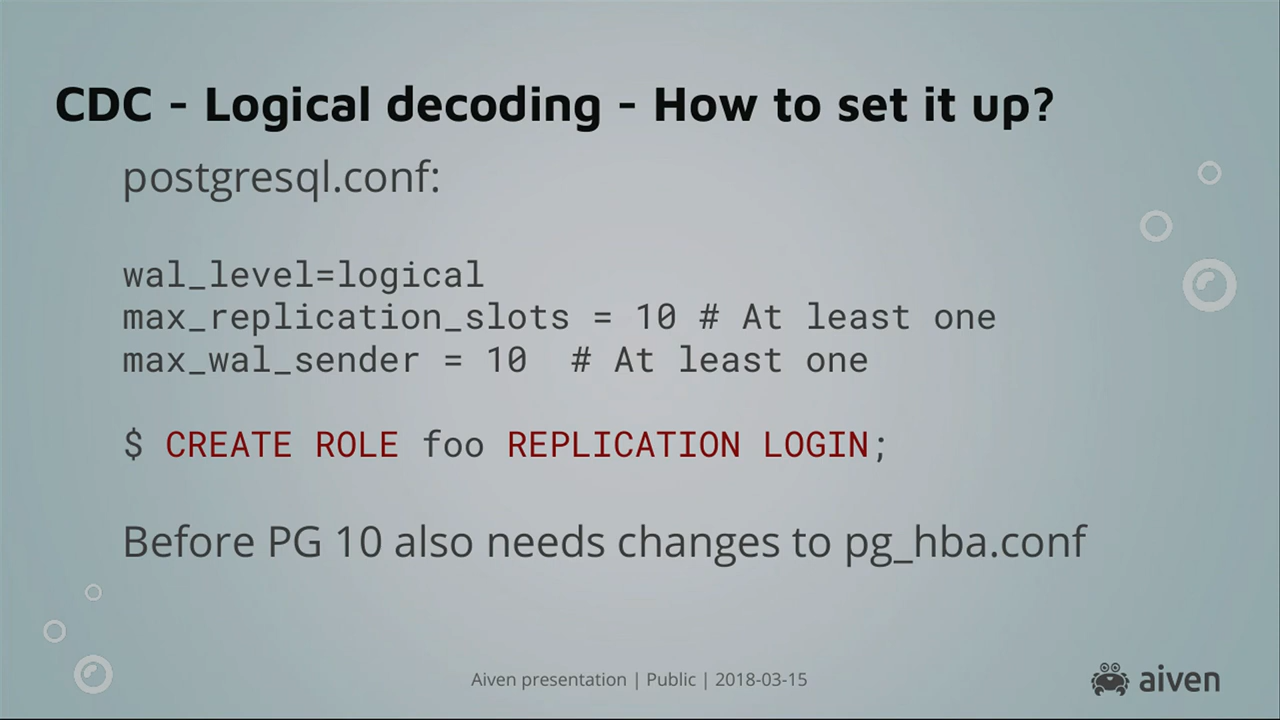 CDC - Logical decoding - How to set it up?
postgresql.conf:
wal_level=logical
max_replication_slots = 10 # At least one
max_wal_sender = 10  # At least one
$ CREATE ROLE foo REPLICATION LOGIN;
Before PG 10 also needs changes to pg_hba.conf
Aiven presentation | Public | 2018-03-15
aiven